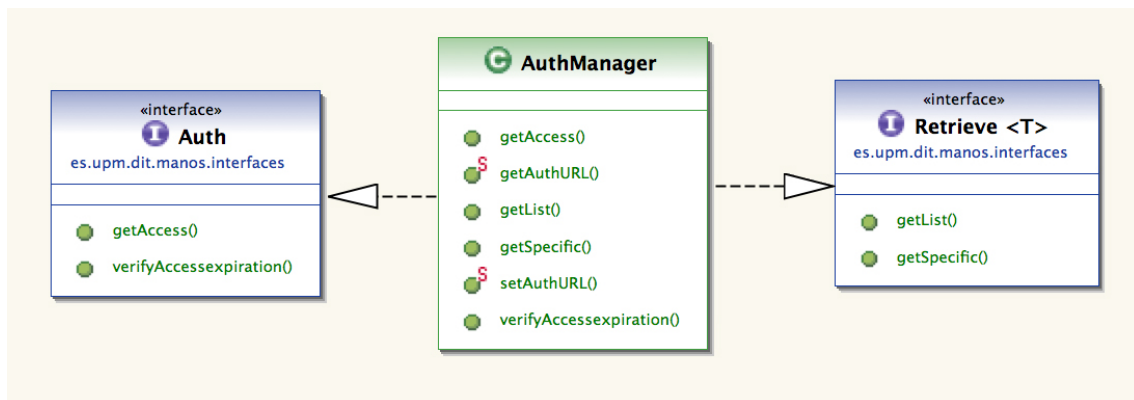 «interface»
I Auth
es.upm.dit.manos.interfaces
getAccess()
verifyAccessexpiration()
C AuthManager
getAccess()
S getAuthURL()
getList()
getSpecific()
S setAuthURL()
verifyAccessexpiration()
«interface»
I Retrieve <T>
es.upm.dit.manos.interfaces
getList()
getSpecific()